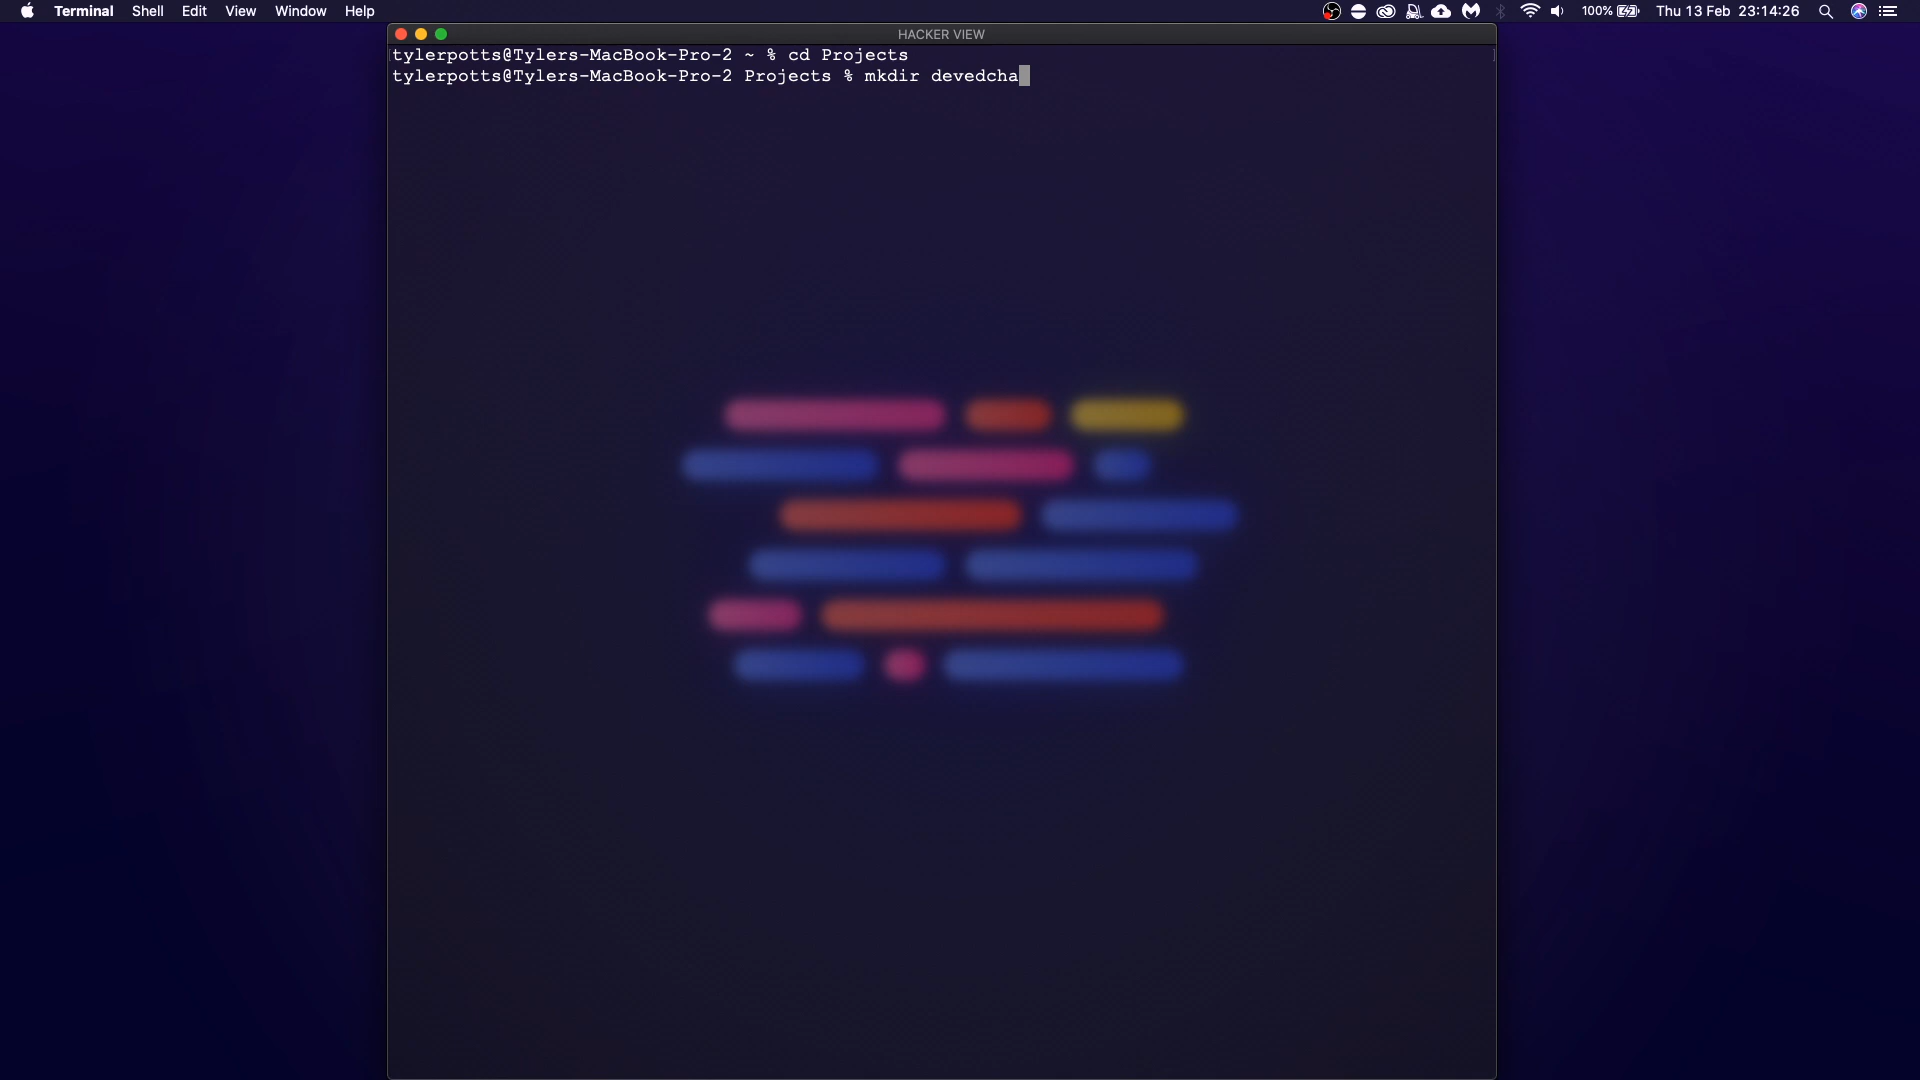 Terminal Shell Edit View Window Help 100% Thu 13 Feb 23:14:26
HACKER VIEW
tylerpotts@Tylers-MacBook-Pro-2 ~ % cd Projects
tylerpotts@Tylers-MacBook-Pro-2 Projects % mkdir devedcha